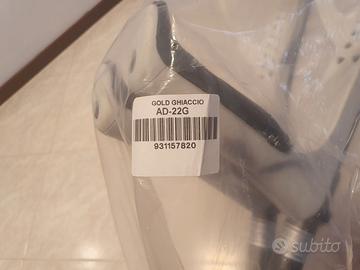 GOLD GHIACCIO
AD-22G
931157820
subito